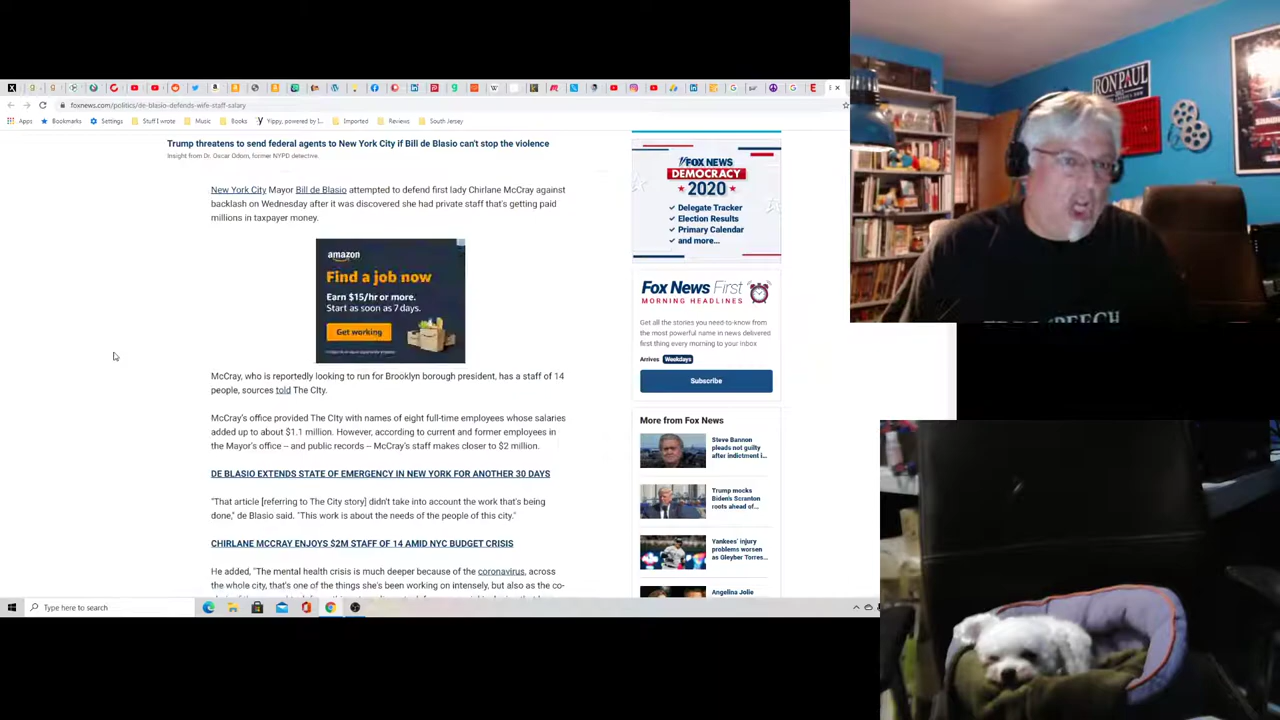 foxnews.com/politics/de-blasio-defends-wife-staff-salary
Apps Bookmarks Settings Stuff I wrote Music Books Yippy, powered by I... Imported Reviews South Jersey
Trump threatens to send federal agents to New York City if Bill de Blasio can't stop the violence
Insight from Dr. Oscar Odom, former NYPD detective.
New York City Mayor Bill de Blasio attempted to defend first lady Chirlane McCray against
backlash on Wednesday after it was discovered she had private staff that's getting paid
millions in taxpayer money.
amazon
Find a job now
Earn $15/hr or more.
Start as soon as 7 days.
Get working
McCray, who is reportedly looking to run for Brooklyn borough president, has a staff of 14
people, sources told The City.
McCray's office provided The City with names of eight full-time employees whose salaries
added up to about $1.1 million. However, according to current and former employees in
the Mayor's office -- and public records -- McCray's staff makes closer to $2 million.
DE BLASIO EXTENDS STATE OF EMERGENCY IN NEW YORK FOR ANOTHER 30 DAYS
"That article [referring to The City story] didn't take into account the work that's being
done," de Blasio said. "This work is about the needs of the people of this city."
CHIRLANE MCCRAY ENJOYS $2M STAFF OF 14 AMID NYC BUDGET CRISIS
He added, "The mental health crisis is much deeper because of the coronavirus, across
the whole city, that's one of the things she's been working on intensely, but also as the co-
FOX NEWS
DEMOCRACY
2020
Delegate Tracker
Election Results
Primary Calendar
and more...
Fox News First
MORNING HEADLINES
Get all the stories you need-to-know from
the most powerful name in news delivered
first thing every morning to your inbox
Arrives Weekdays
Subscribe
More from Fox News
Steve Bannon
pleads not guilty
after indictment i...
Trump mocks
Biden's Scranton
roots ahead of...
Yankees' injury
problems worsen
as Gleyber Torres...
Angelina Jolie
Type here to search
RON PAUL